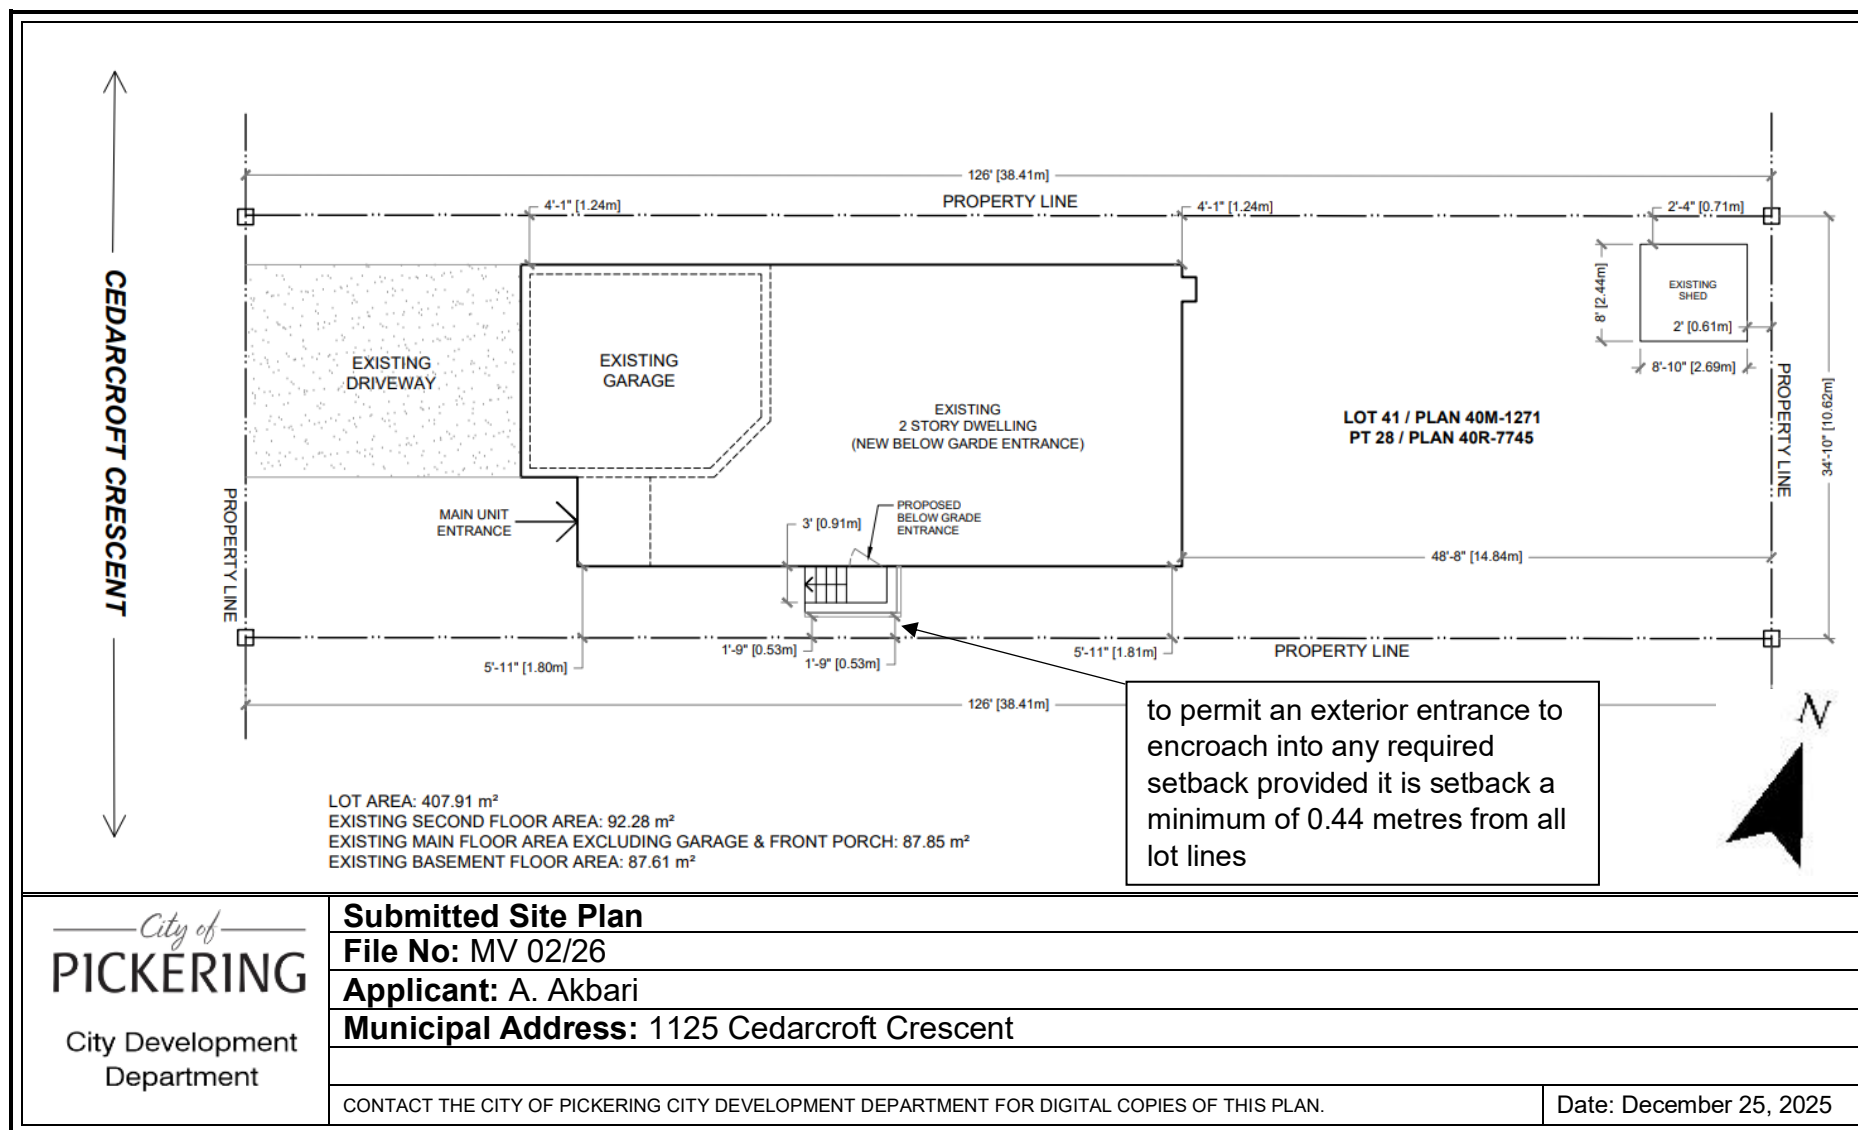 126' [38.41m]
PROPERTY LINE
4'-1" [1.24m]
4'-1" [1.24m]
2'-4" [0.71m]
CEDARCROFT CRESCENT
EXISTING
DRIVEWAY
EXISTING
GARAGE
EXISTING
2 STORY DWELLING
(NEW BELOW GARDE ENTRANCE)
8' [2.44m]
EXISTING
SHED
2' [0.61m]
8'-10" [2.69m]
LOT 41 / PLAN 40M-1271
PT 28 / PLAN 40R-7745
PROPERTY LINE
34'-10" [10.62m]
PROPERTY LINE
MAIN UNIT
ENTRANCE
3' [0.91m]
PROPOSED
BELOW GRADE
ENTRANCE
48'-8" [14.84m]
5'-11" [1.80m]
1'-9" [0.53m]
1'-9" [0.53m]
5'-11" [1.81m]
PROPERTY LINE
126' [38.41m]
to permit an exterior entrance to
encroach into any required
setback provided it is setback a
minimum of 0.44 metres from all
lot lines
N
LOT AREA: 407.91 m²
EXISTING SECOND FLOOR AREA: 92.28 m²
EXISTING MAIN FLOOR AREA EXCLUDING GARAGE & FRONT PORCH: 87.85 m²
EXISTING BASEMENT FLOOR AREA: 87.61 m²
City of
PICKERING
City Development
Department
Submitted Site Plan
File No: MV 02/26
Applicant: A. Akbari
Municipal Address: 1125 Cedarcroft Crescent
CONTACT THE CITY OF PICKERING CITY DEVELOPMENT DEPARTMENT FOR DIGITAL COPIES OF THIS PLAN.
Date: December 25, 2025